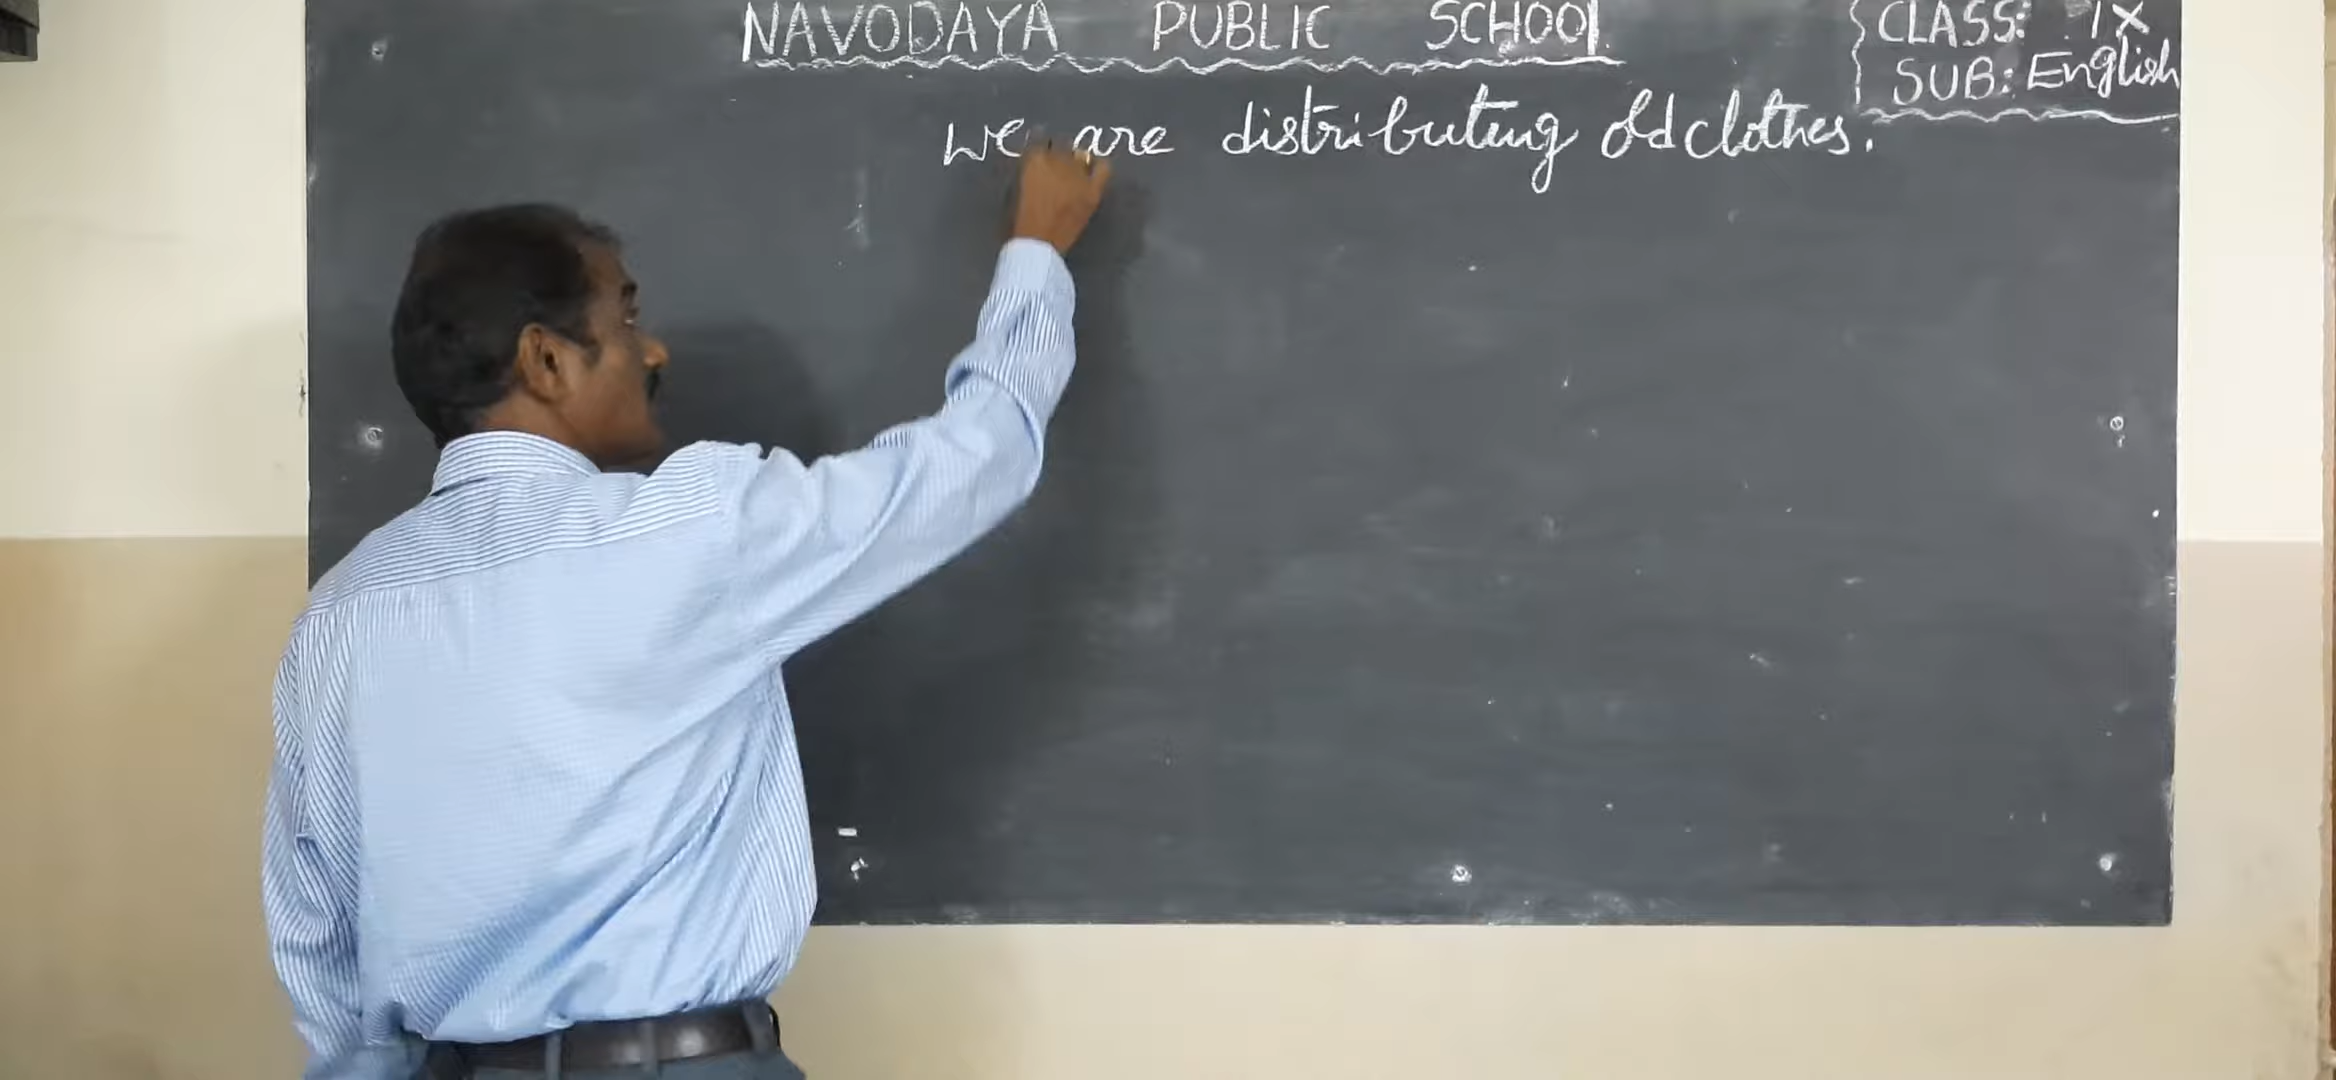 NAVODAYA PUBLIC SCHOOL
CLASS: IX
SUB: English
we are distributing old clothes.